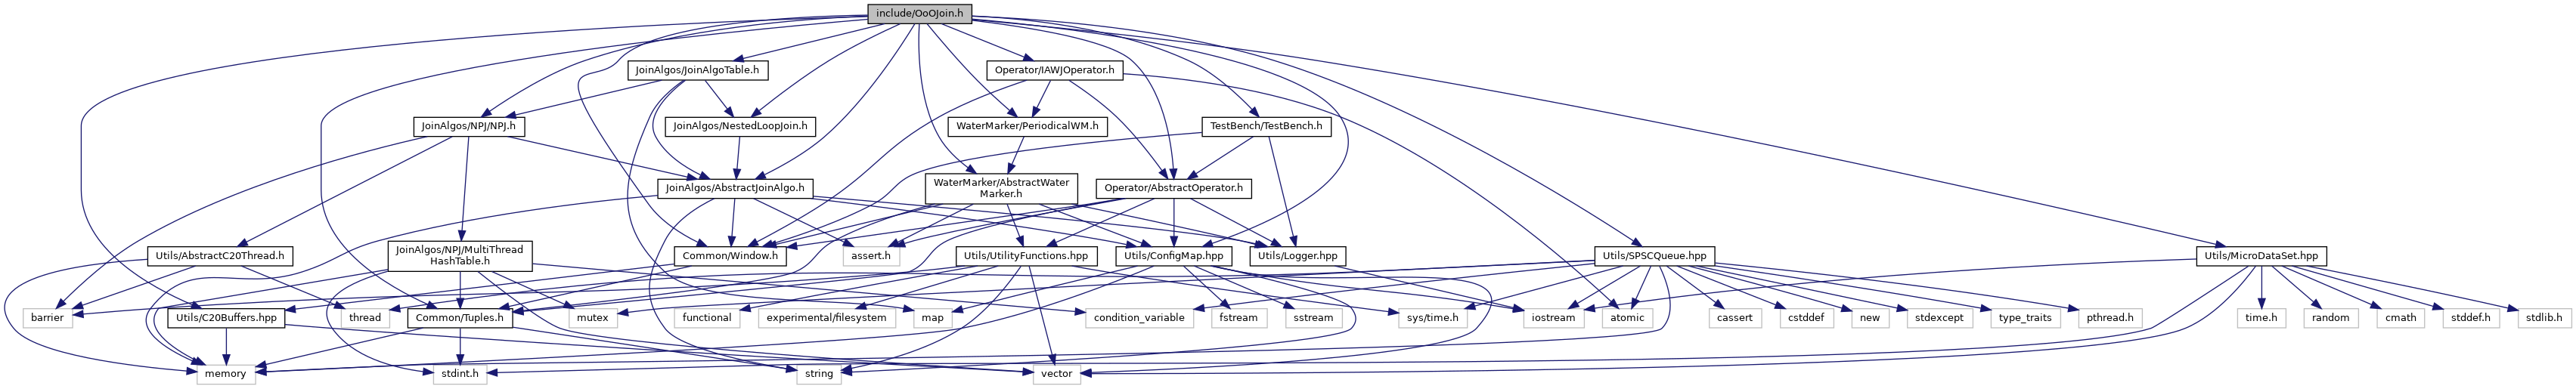 include/OoOJoin.h
JoinAlgos/JoinAlgoTable.h
Operator/IAWJOperator.h
JoinAlgos/NPJ/NPJ.h
JoinAlgos/NestedLoopJoin.h
WaterMarker/PeriodicalWM.h
TestBench/TestBench.h
JoinAlgos/AbstractJoinAlgo.h
WaterMarker/AbstractWater
Marker.h
Operator/AbstractOperator.h
Utils/AbstractC20Thread.h
JoinAlgos/NPJ/MultiThread
HashTable.h
Common/Window.h
assert.h
Utils/UtilityFunctions.hpp
Utils/ConfigMap.hpp
Utils/Logger.hpp
Utils/SPSCQueue.hpp
Utils/MicroDataSet.hpp
barrier
Utils/C20Buffers.hpp
thread
Common/Tuples.h
mutex
functional
experimental/filesystem
map
condition_variable
fstream
sstream
sys/time.h
iostream
atomic
cassert
cstddef
new
stdexcept
type_traits
pthread.h
time.h
random
cmath
stddef.h
stdlib.h
memory
stdint.h
string
vector